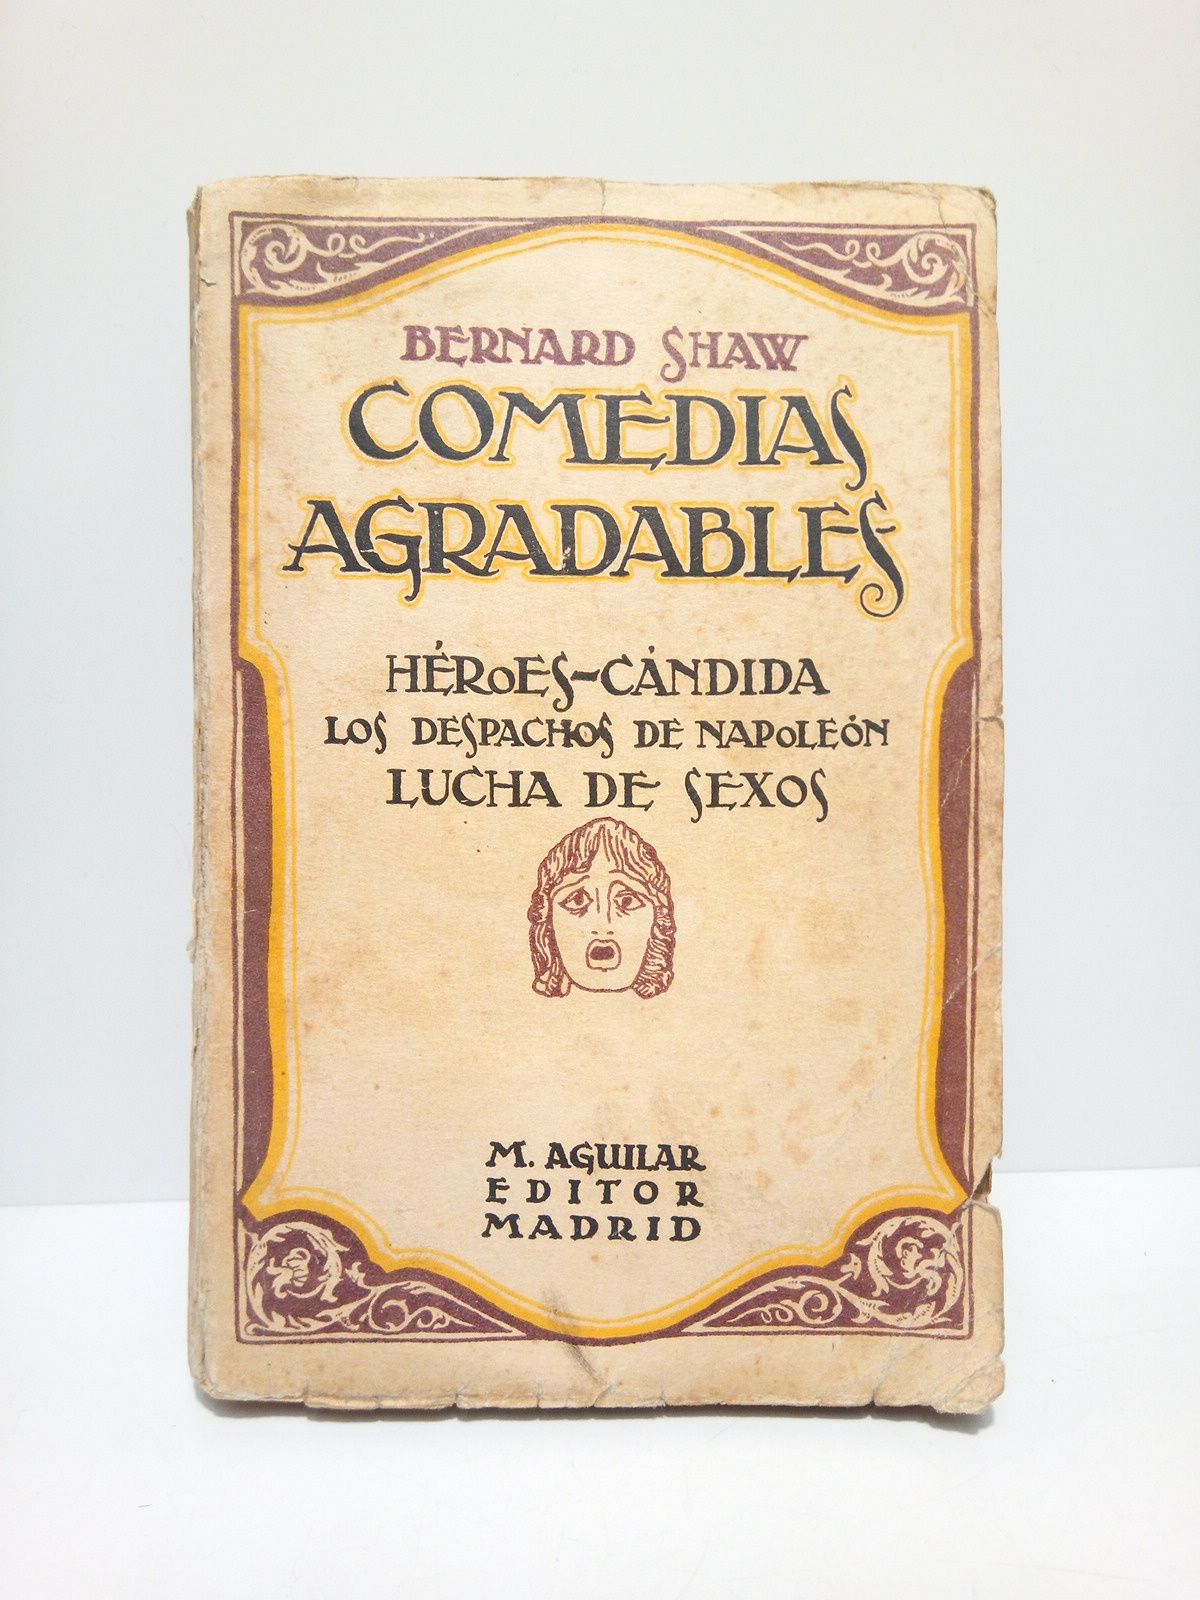 BERNARD SHAW
COMEDIAS
AGRADABLES
HÉROES-CÁNDIDA
LOS DESPACHOS DE NAPOLEÓN
LUCHA DE SEXOS
M. AGUILAR
EDITOR
MADRID